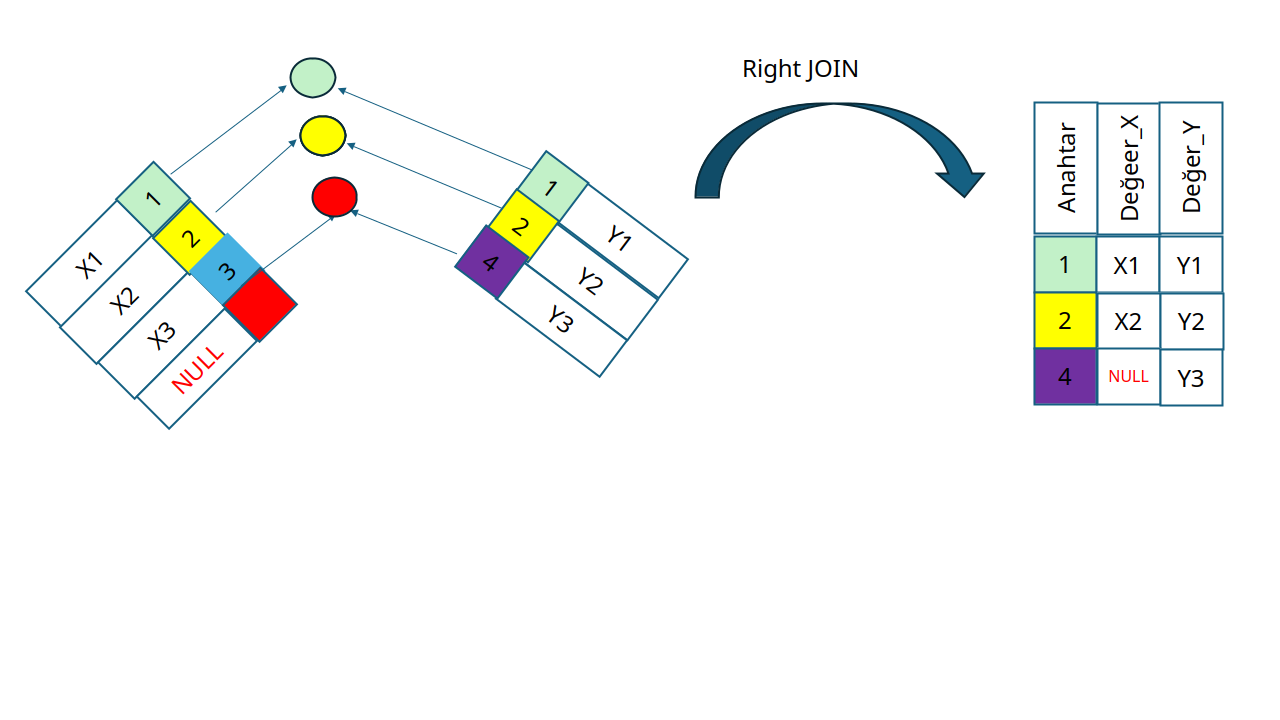 Right JOIN
1
2
3
X1
X2
X3
NULL
1
2
4
Y1
Y2
Y3
Anahtar
Değeer_X
Değer_Y
1
X1
Y1
2
X2
Y2
4
NULL
Y3